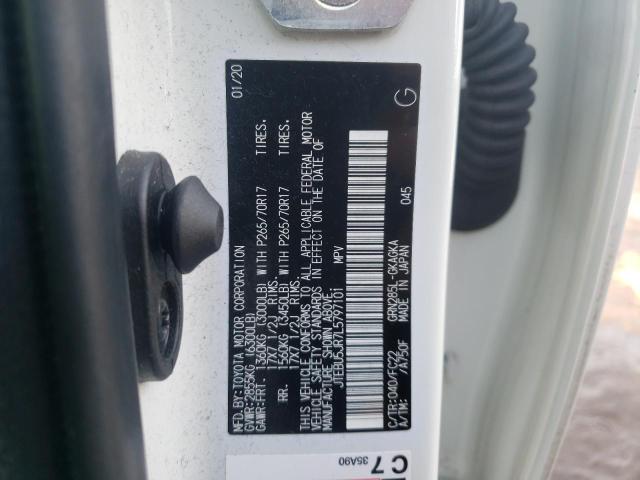 MFD.BY:TOYOTA MOTOR CORPORATION 01/20
GVWR:2855KG (6300LB)
GAWR:FRT. 1360KG (3000LB) WITH P265/70R17 TIRES.
17X7 1/2J RIMS.
RR. 1560KG (3450LB) WITH P265/70R17 TIRES.
17X7 1/2J RIMS.
THIS VEHICLE CONFORMS TO ALL APPLICABLE FEDERAL MOTOR
VEHICLE SAFETY STANDARDS IN EFFECT ON THE DATE OF
MANUFACTURE SHOWN ABOVE.
JTEBU5JR7L5797101 MPV
C/TR:040/FC22 GRN285L-GKAGKA 045
A/TM: /A750F MADE IN JAPAN
G
C7
35A90